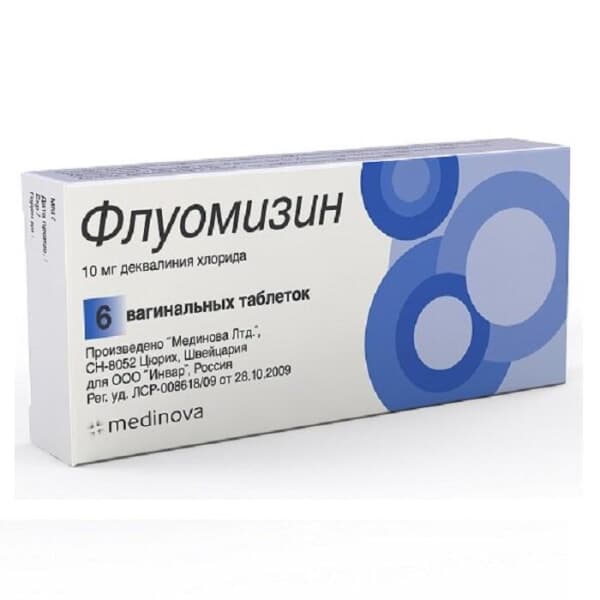 Флуомизин
10 мг деквалиния хлорида
6 вагинальных таблеток
Произведено "Мединова Лтд.",
CH-8052 Цюрих, Швейцария
для ООО "Инвар", Россия
Рег. уд. ЛСР-008618/09 от 28.10.2009
medinova